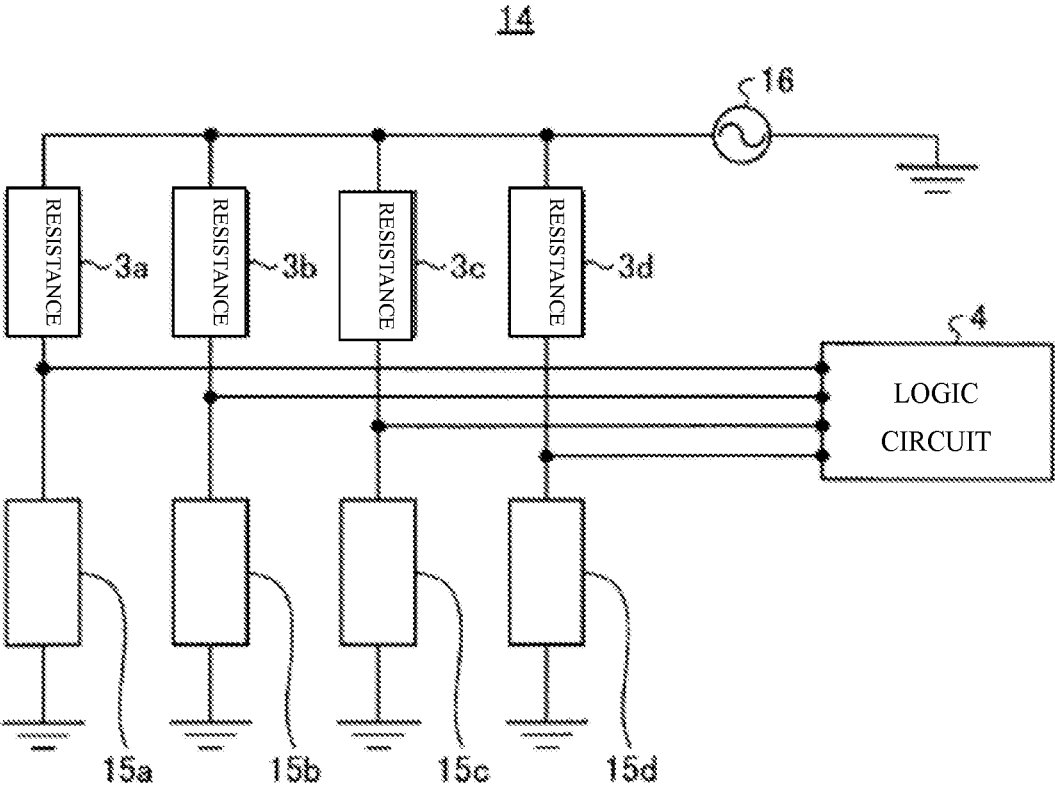 14
16
RESISTANCE
3a
RESISTANCE
3b
RESISTANCE
3c
RESISTANCE
3d
4
LOGIC
CIRCUIT
15a
15b
15c
15d